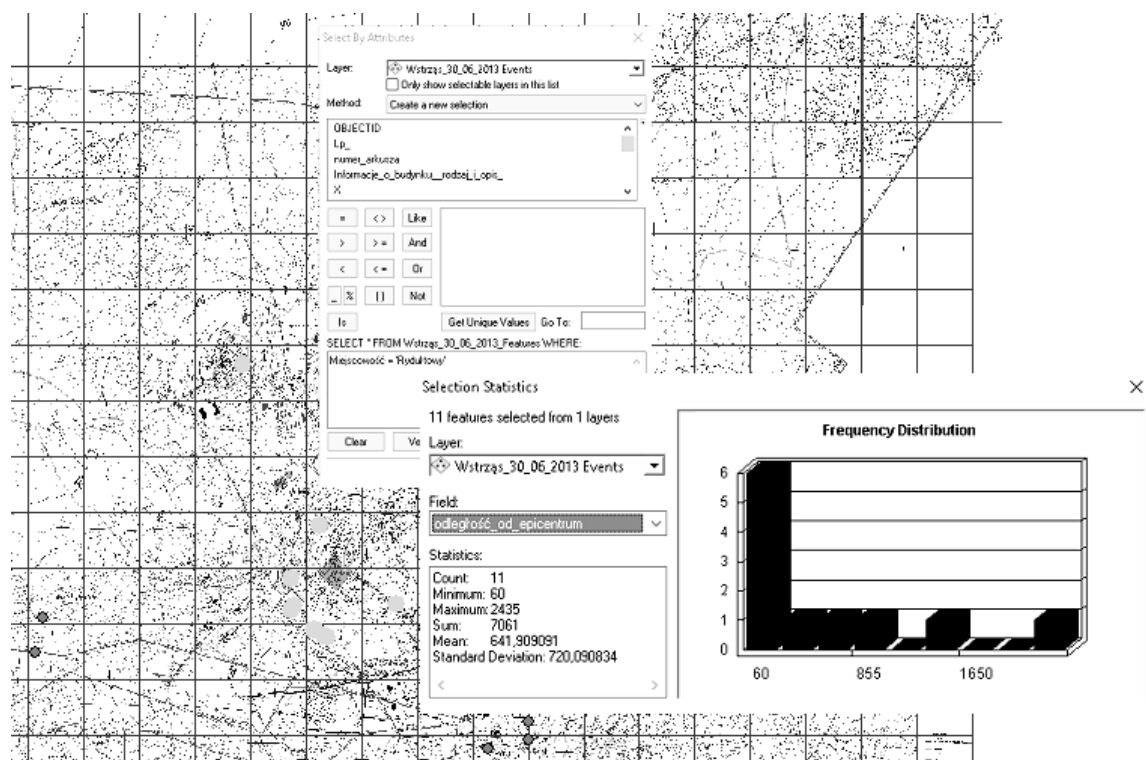 Select By Attributes
Layer: Wstrząs_30_06_2013 Events
Only show selectable layers in this list
Method: Create a new selection
OBJECTID
Lp_
numer_arkusza
Informacje_o_budynku__rodzaj_i_opis_
X
= <> Like
> > = And
< < = Or
_ % () Not
Is Get Unique Values Go To:
SELECT * FROM Wstrząs_30_06_2013_Features WHERE:
Miejscowość = 'Rydułtowy'
Clear Ve
Selection Statistics
11 features selected from 1 layers
Layer:
Wstrząs_30_06_2013 Events
Field:
odległość_od_epicentrum
Statistics:
Count: 11
Minimum: 60
Maximum: 2435
Sum: 7061
Mean: 641,909091
Standard Deviation: 720,090834
Frequency Distribution
6
5
4
3
2
1
0
60 855 1650